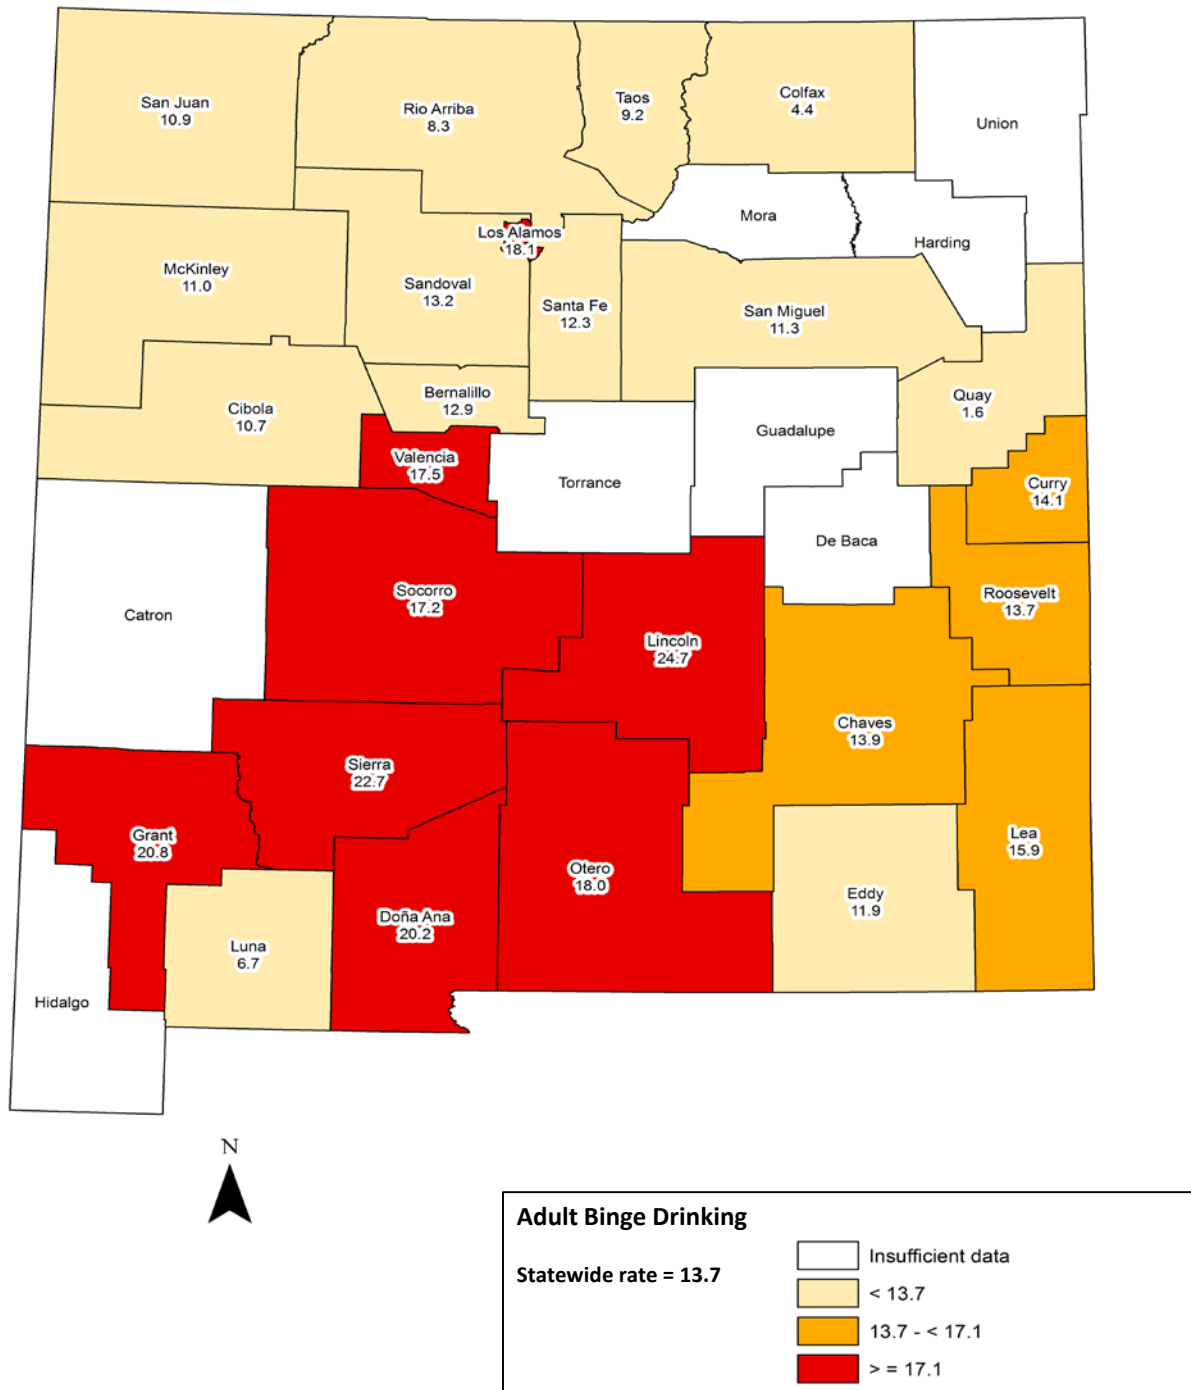 San Juan
10.9
Rio Arriba
8.3
Taos
9.2
Colfax
4.4
Union
Mora
Harding
Los Alamos
18.1
McKinley
11.0
Sandoval
13.2
Santa Fe
12.3
San Miguel
11.3
Bernalillo
12.9
Quay
1.6
Cibola
10.7
Guadalupe
Valencia
17.5
Torrance
Curry
14.1
De Baca
Socorro
17.2
Roosevelt
13.7
Catron
Lincoln
24.7
Chaves
13.9
Sierra
22.7
Grant
20.8
Lea
15.9
Otero
18.0
Eddy
11.9
Doña Ana
20.2
Luna
6.7
Hidalgo
N
Adult Binge Drinking
Statewide rate = 13.7
Insufficient data
< 13.7
13.7 - < 17.1
> = 17.1